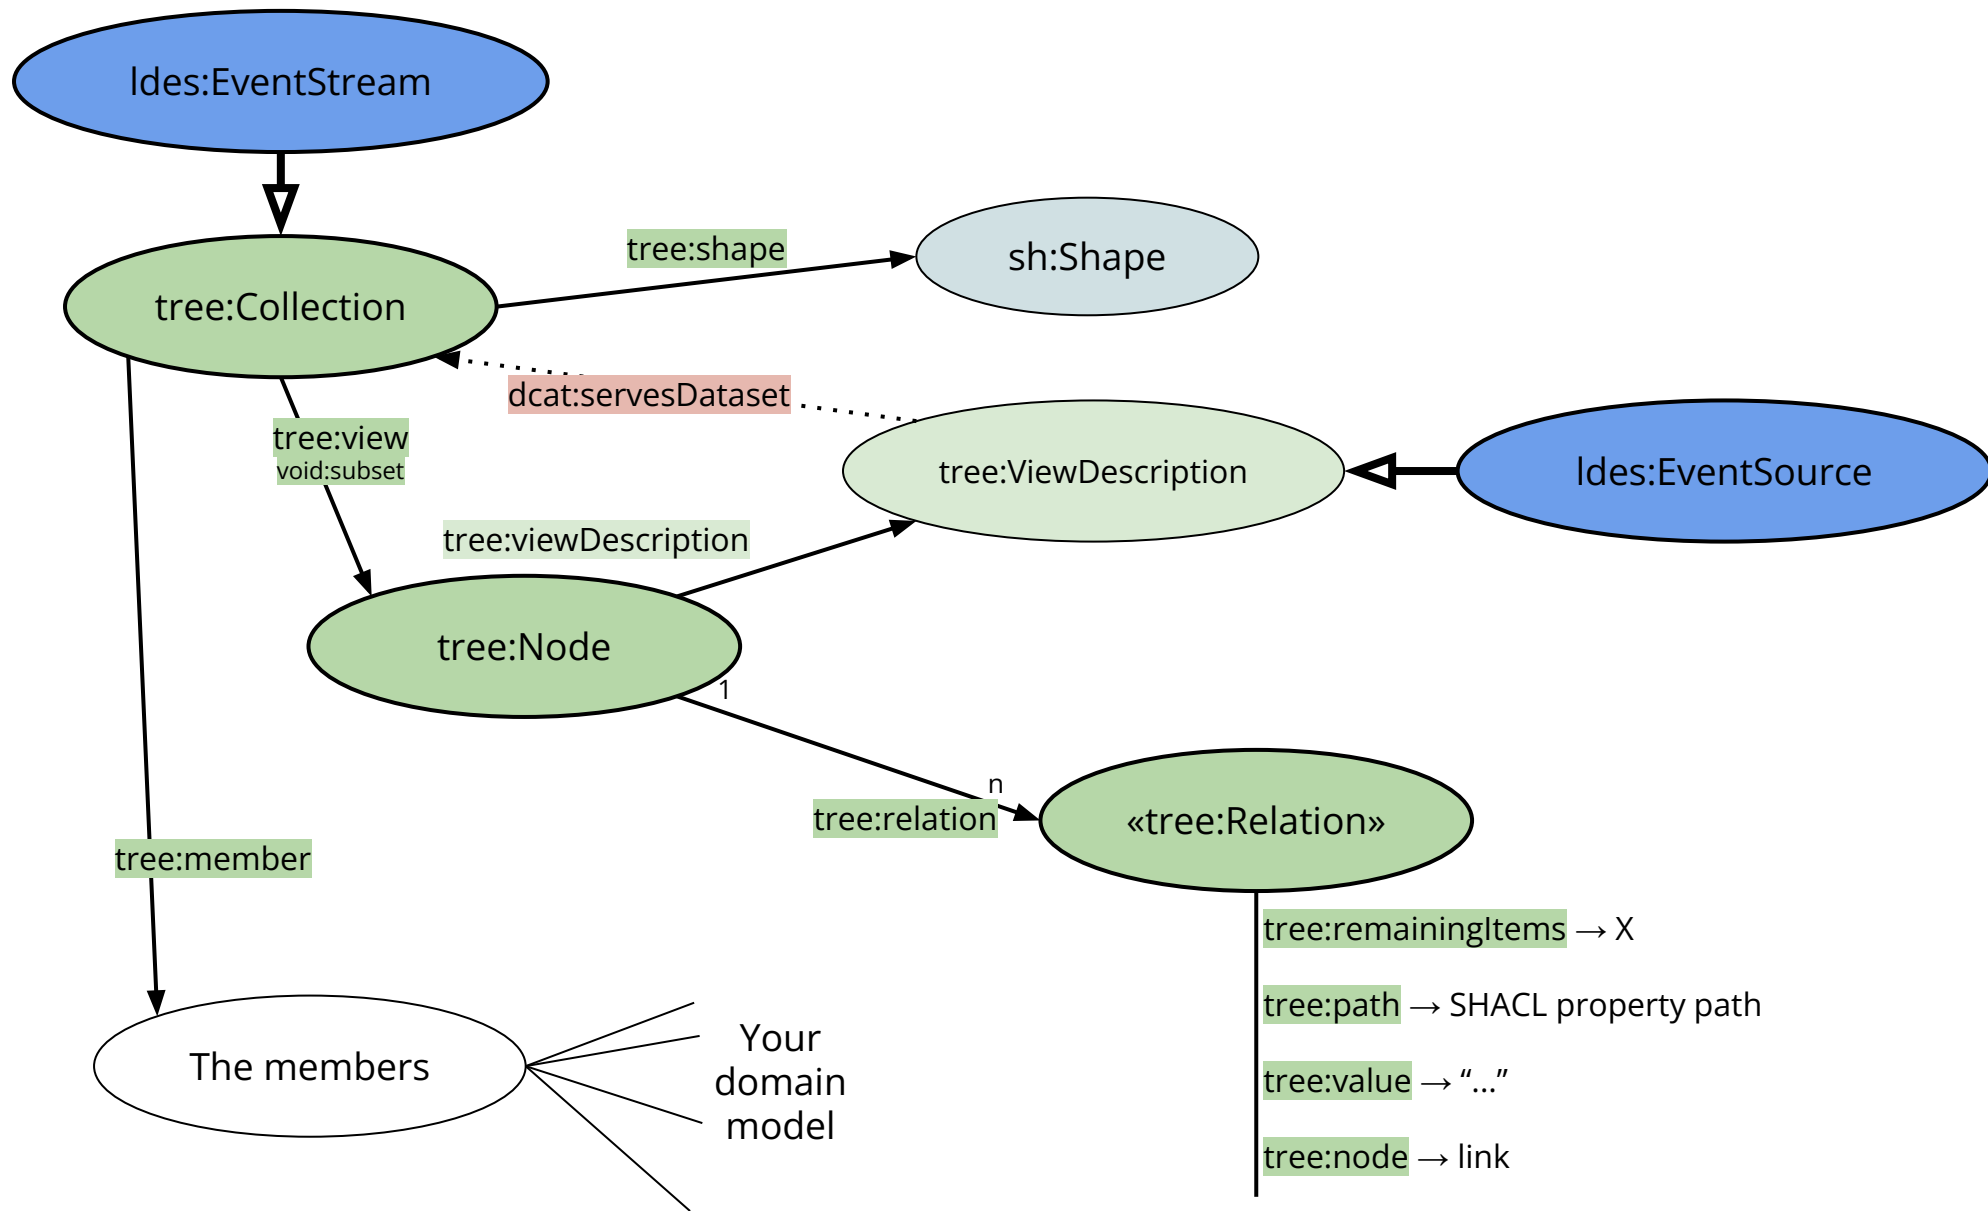 ldes:EventStream
tree:shape
sh:Shape
tree:Collection
dcat:servesDataset
tree:view
void:subset
tree:ViewDescription
ldes:EventSource
tree:viewDescription
tree:Node
1
n
tree:relation
«tree:Relation»
tree:member
tree:remainingItems → X
tree:path → SHACL property path
tree:value → “...”
tree:node → link
The members
Your
domain
model